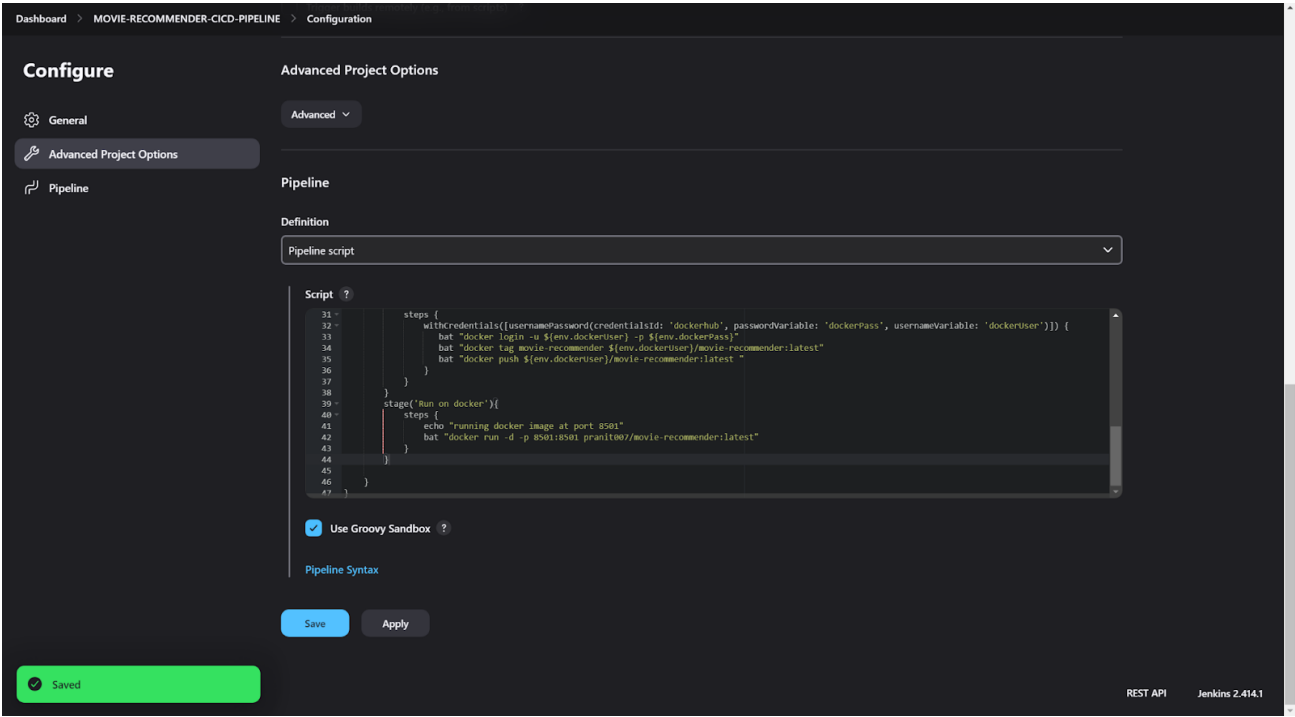 Dashboard > MOVIE-RECOMMENDER-CICD-PIPELINE > Configuration
Configure
General
Advanced Project Options
Pipeline
Advanced Project Options
Advanced
Pipeline
Definition
Pipeline script
Script ?
31 steps {
32 withCredentials([usernamePassword(credentialsId: 'dockerhub', passwordVariable: 'dockerPass', usernameVariable: 'dockerUser')]) {
33 bat "docker login -u ${env.dockerUser} -p ${env.dockerPass}"
34 bat "docker tag movie-recommender ${env.dockerUser}/movie-recommender:latest"
35 bat "docker push ${env.dockerUser}/movie-recommender:latest "
36 }
37 }
38 }
39 stage('Run on docker'){
40 steps {
41 echo "running docker image at port 8501"
42 bat "docker run -d -p 8501:8501 pranit007/movie-recommender:latest"
43 }
44 }
45
46 }
47 }
Use Groovy Sandbox ?
Pipeline Syntax
Save
Apply
Saved
REST API
Jenkins 2.414.1